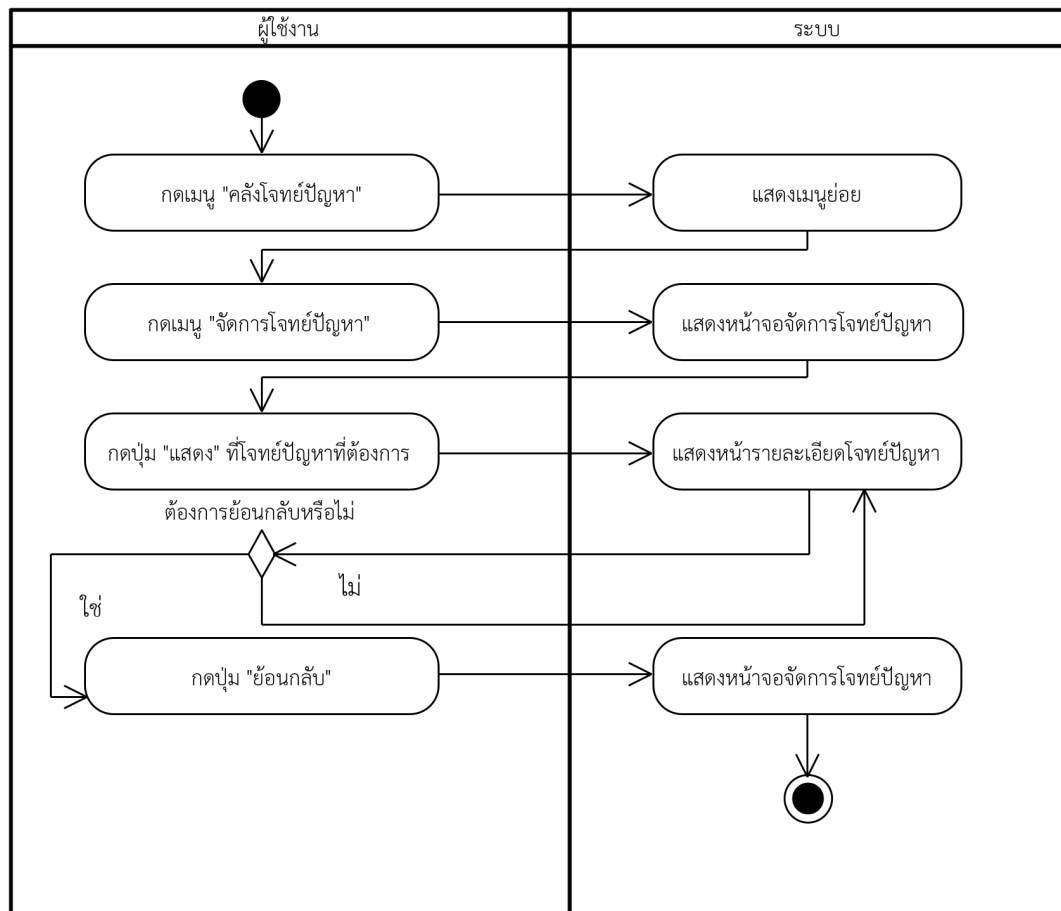 ผู้ใช้งาน
ระบบ
กดเมนู "คลังโจทย์ปัญหา"
แสดงเมนูย่อย
กดเมนู "จัดการโจทย์ปัญหา"
แสดงหน้าจอจัดการโจทย์ปัญหา
กดปุ่ม "แสดง" ที่โจทย์ปัญหาที่ต้องการ
แสดงหน้ารายละเอียดโจทย์ปัญหา
ต้องการย้อนกลับหรือไม่
ไม่
ใช่
กดปุ่ม "ย้อนกลับ"
แสดงหน้าจอจัดการโจทย์ปัญหา